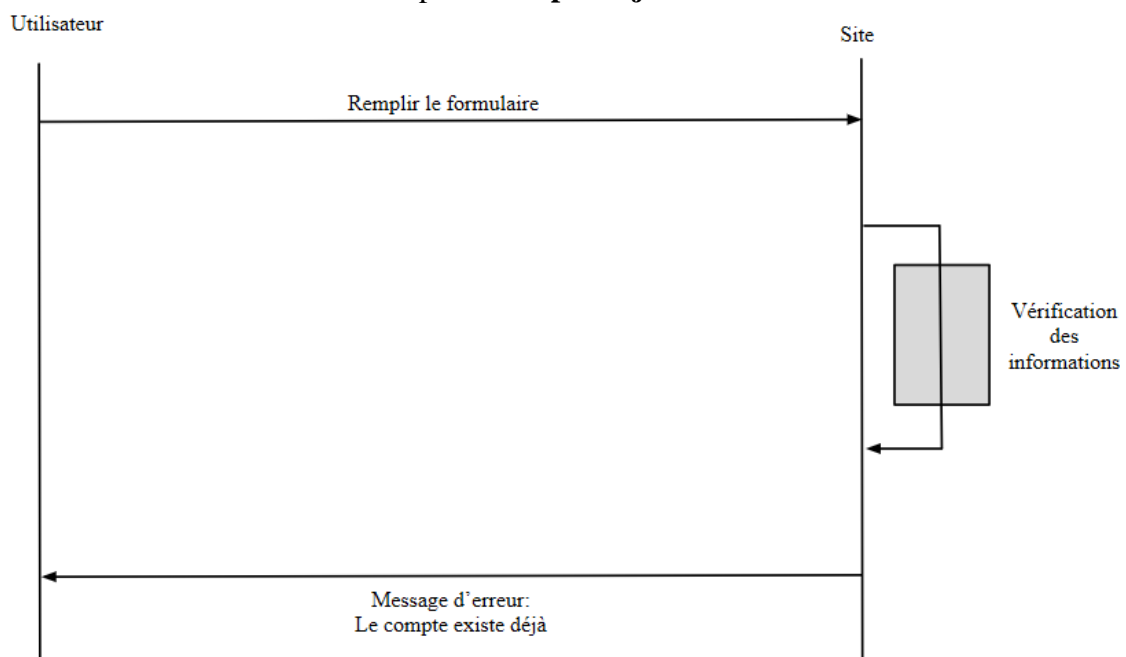 Utilisateur
Site
Remplir le formulaire
Vérification
des
informations
Message d’erreur:
Le compte existe déjà